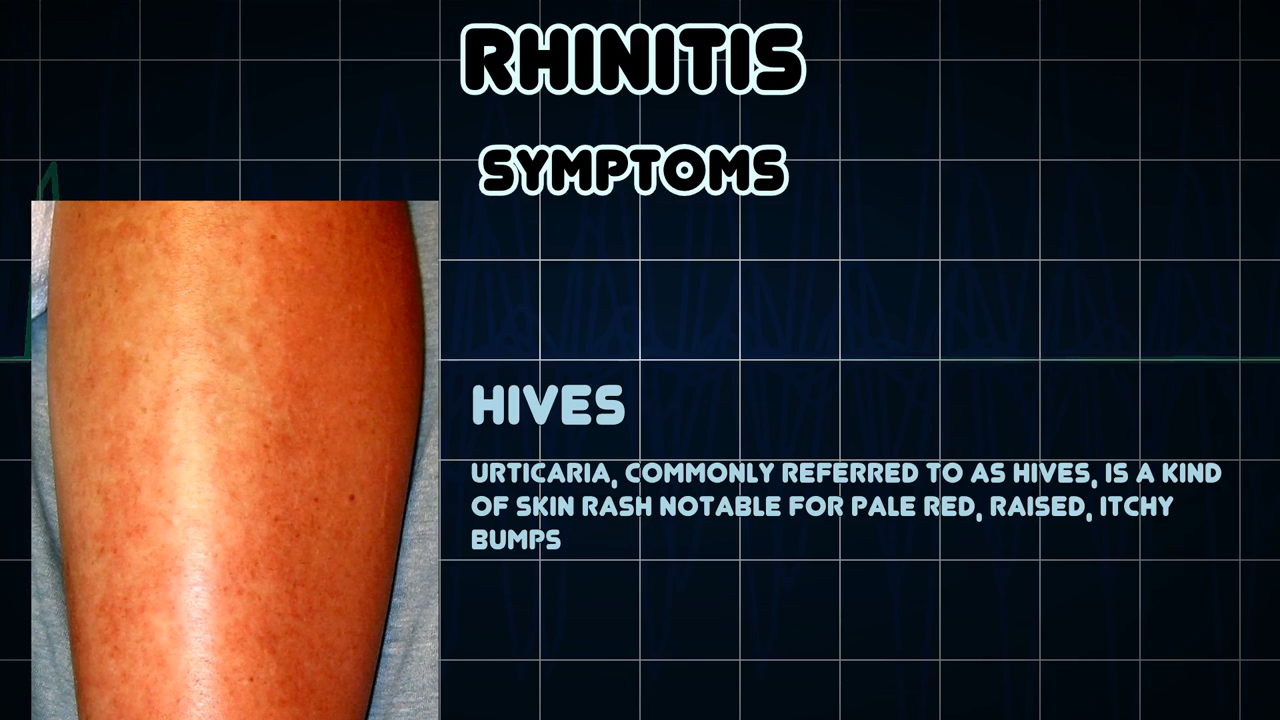 RHINITIS
SYMPTOMS
HIVES
URTICARIA, COMMONLY REFERRED TO AS HIVES, IS A KIND
OF SKIN RASH NOTABLE FOR PALE RED, RAISED, ITCHY
BUMPS